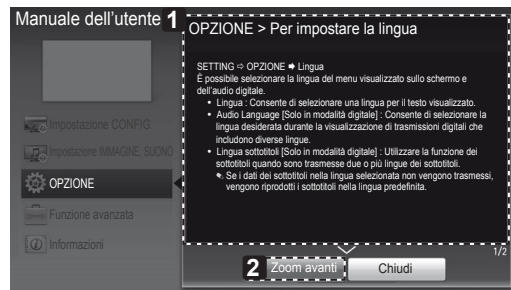 Manuale dell'utente
1
OPZIONE > Per impostare la lingua
SETTING ⇨ OPZIONE ➡ Lingua
È possibile selezionare la lingua del menu visualizzato sullo schermo e
dell'audio digitale.
• Lingua : Consente di selezionare una lingua per il testo visualizzato.
• Audio Language [Solo in modalità digitale] : Consente di selezionare la
lingua desiderata durante la visualizzazione di trasmissioni digitali che
includono diverse lingue.
• Lingua sottotitoli [Solo in modalità digitale] : Utilizzare la funzione dei
sottotitoli quando sono trasmesse due o più lingue dei sottotitoli.
Se i dati dei sottotitoli nella lingua selezionata non vengono trasmessi,
vengono riprodotti i sottotitoli nella lingua predefinita.
Impostazione CONFIG.
Impostazione IMMAGINE, SUONO
OPZIONE
Funzione avanzata
Informazioni
1/2
2
Zoom avanti
Chiudi